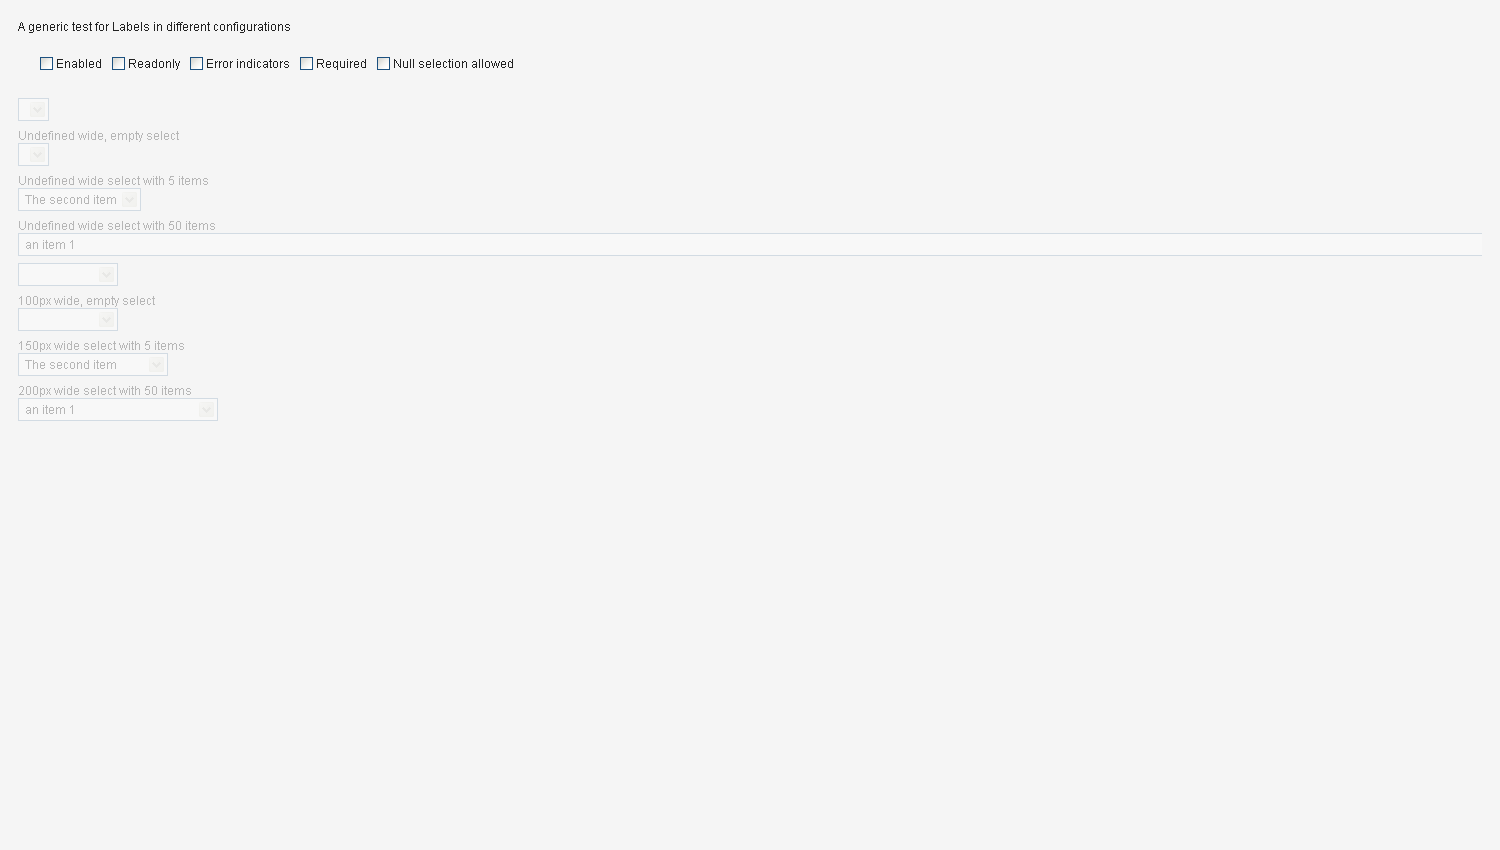 A generic test for Labels in different configurations
Enabled Readonly Error indicators Required Null selection allowed
Undefined wide, empty select
Undefined wide select with 5 items
The second item
Undefined wide select with 50 items
an item 1
100px wide, empty select
150px wide select with 5 items
The second item
200px wide select with 50 items
an item 1